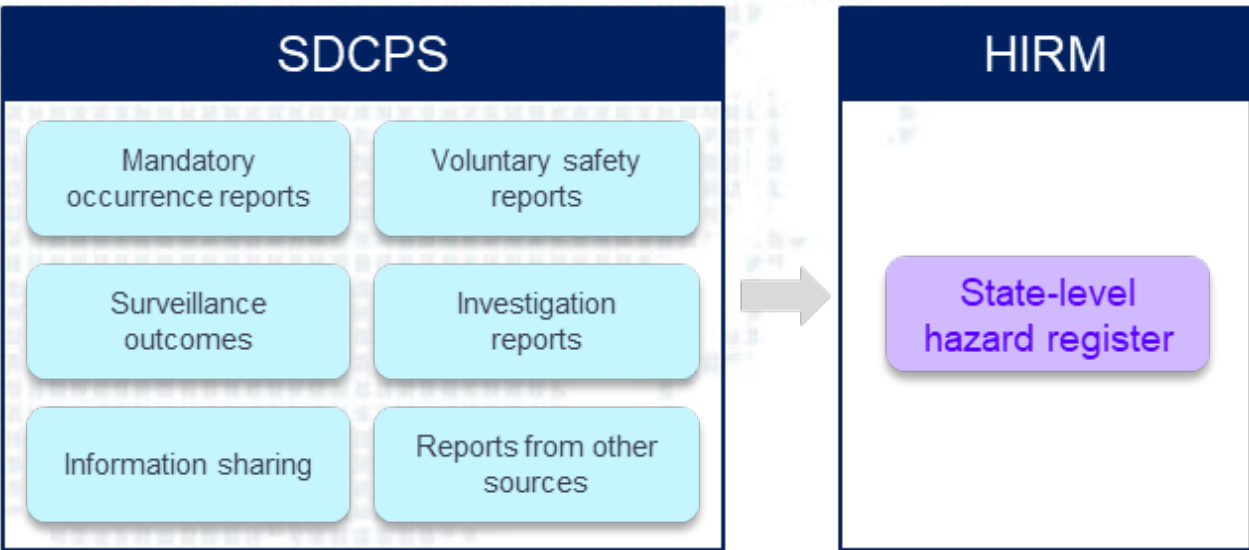 SDCPS
Mandatory
occurrence reports
Voluntary safety
reports
Surveillance
outcomes
Investigation
reports
Information sharing
Reports from other
sources
HIRM
State-level
hazard register